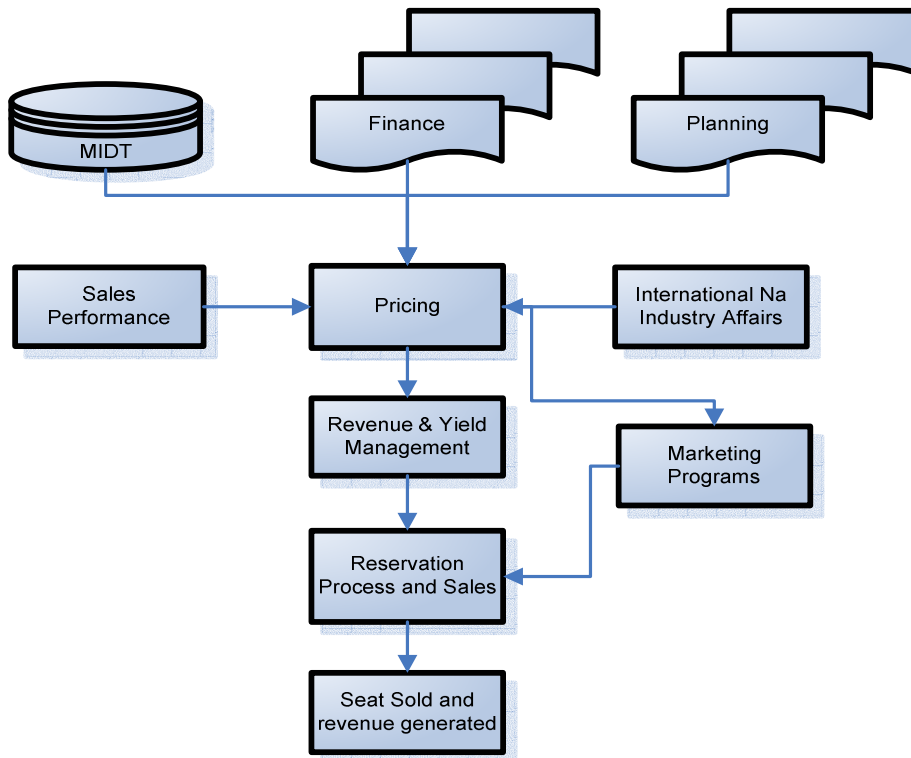 MIDT
Finance
Planning
Sales
Performance
Pricing
International Na
Industry Affairs
Revenue & Yield
Management
Marketing
Programs
Reservation
Process and Sales
Seat Sold and
revenue generated